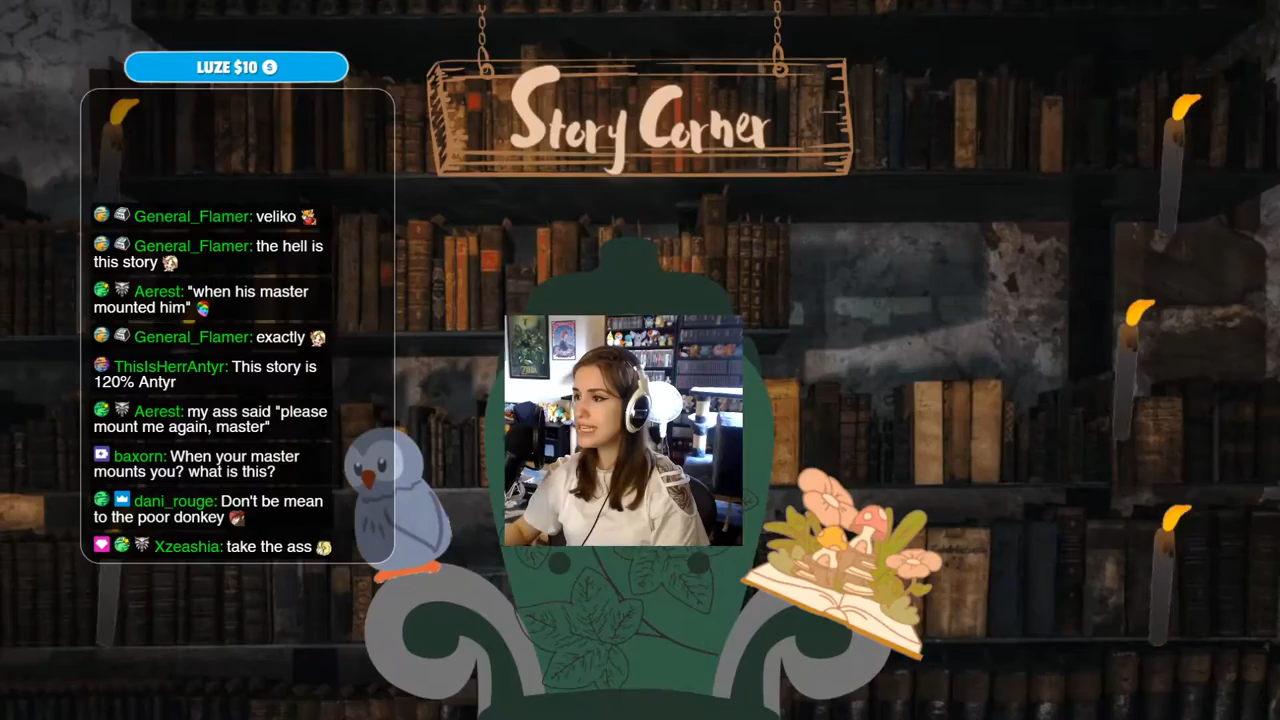 LUZE $10
Story Corner
General_Flamer: veliko
General_Flamer: the hell is
this story
Aerest: "when his master
mounted him"
General_Flamer: exactly
ThisIsHerrAntyr: This story is
120% Antyr
Aerest: my ass said "please
mount me again, master"
baxorn: When your master
mounts you? what is this?
dani_rouge: Don't be mean
to the poor donkey
Xzeashia: take the ass